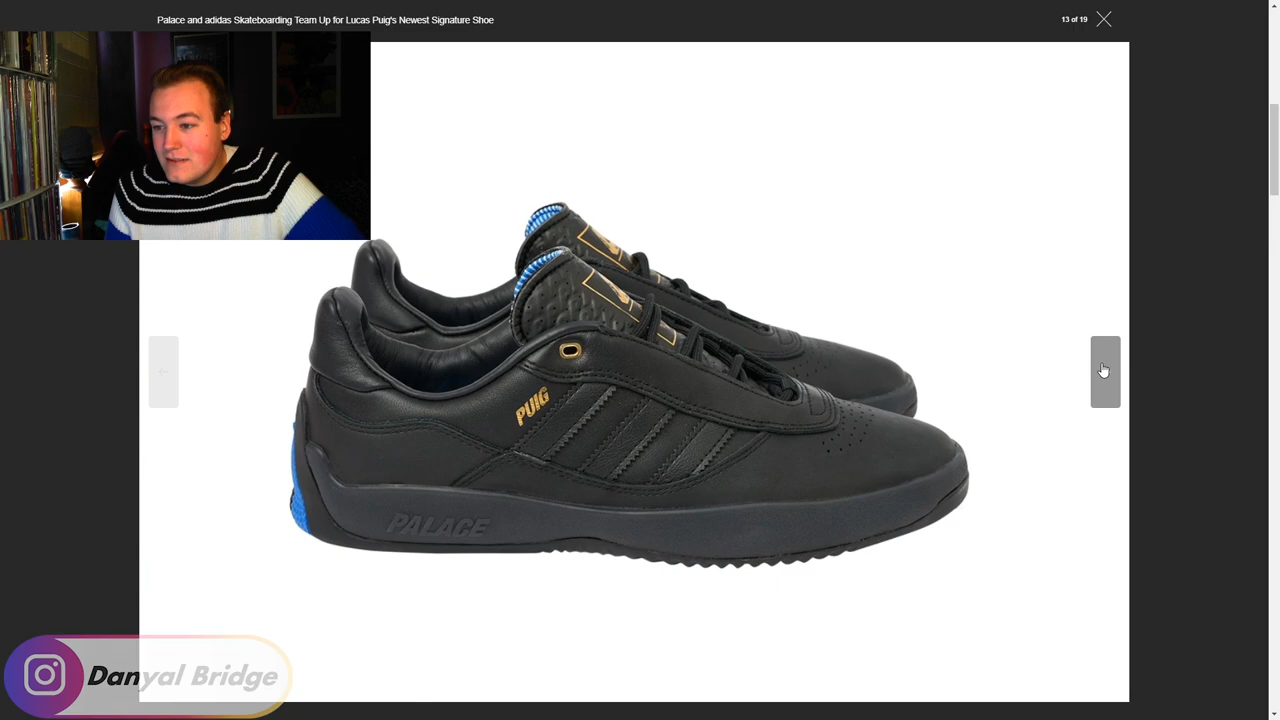 Palace and adidas Skateboarding Team Up for Lucas Puig's Newest Signature Shoe
13 of 19
PUIG
PALACE
Danyal Bridge